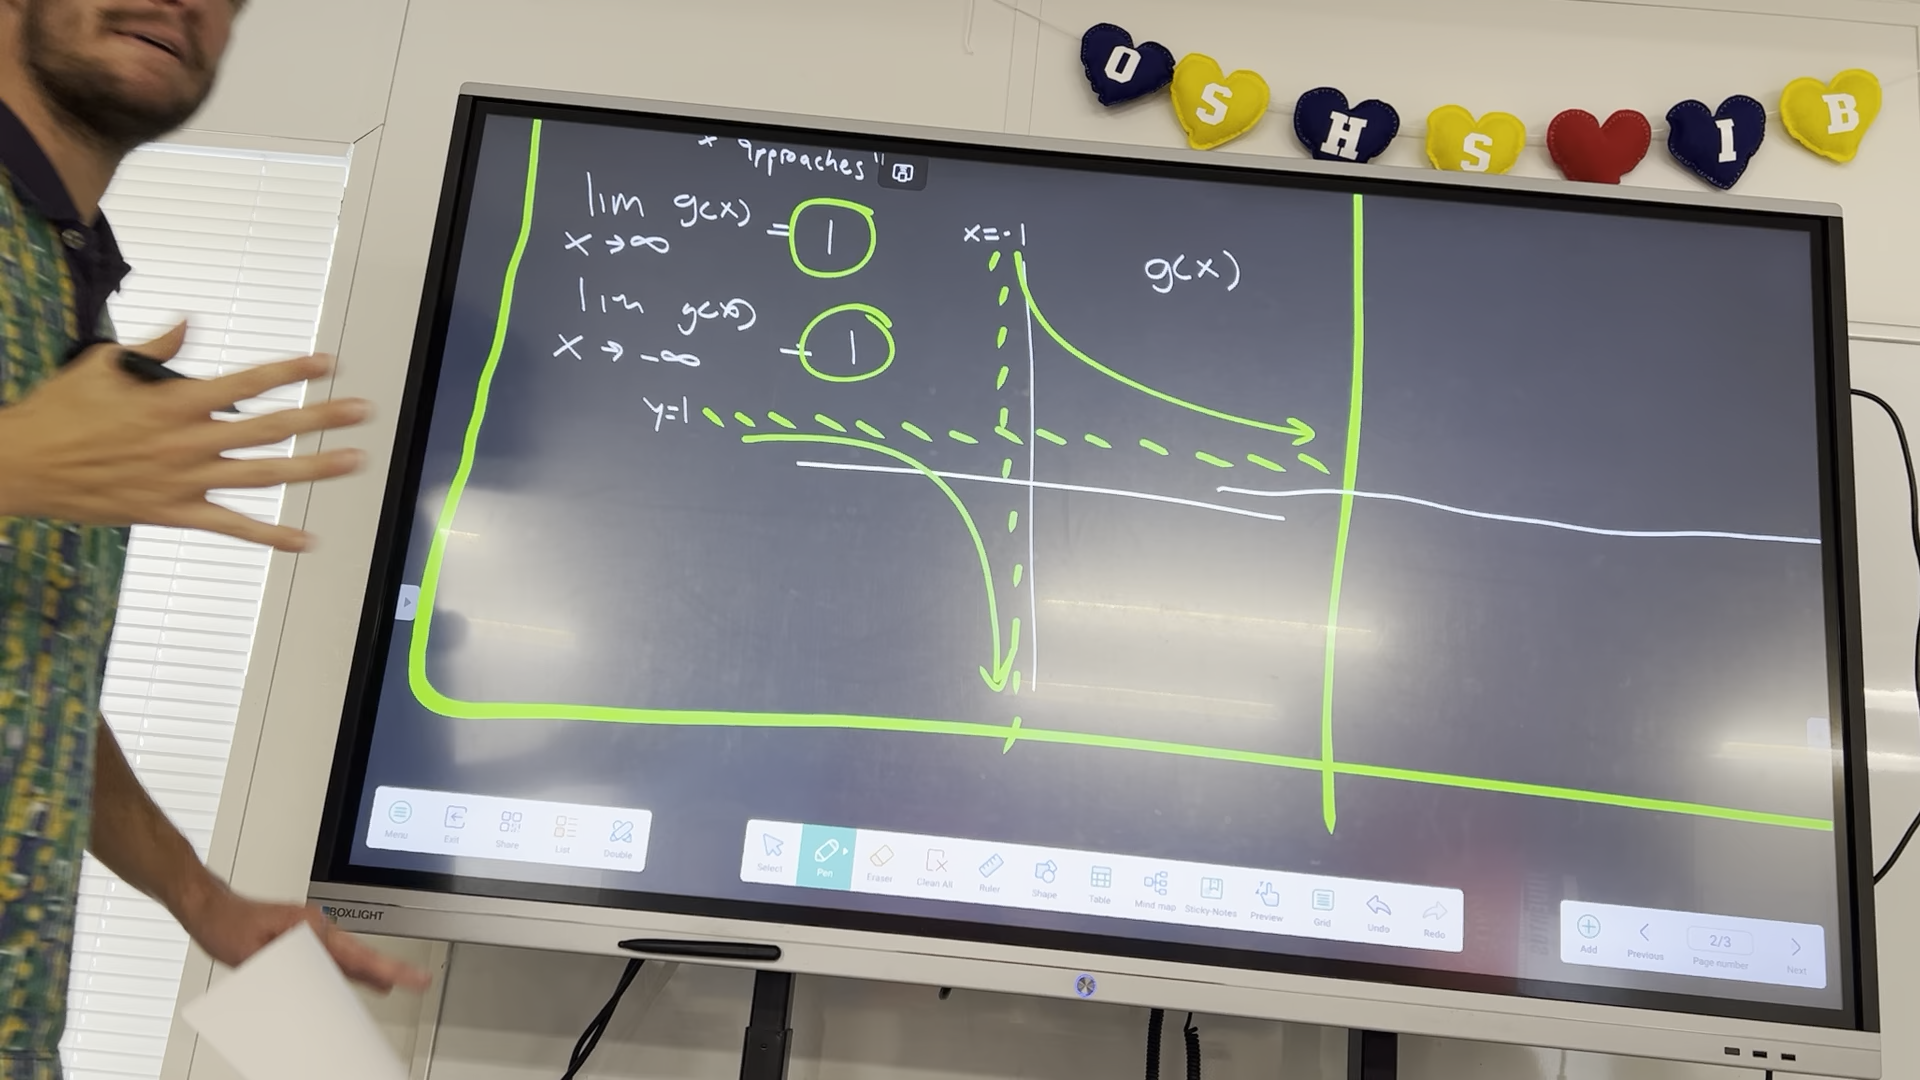 O S H S I B
x approaches"
lim g(x) = 1
x → ∞
lim g(x) = 1
x → -∞
y=1
x=-1
g(x)
Menu
Exit
Share
List
Double
Select
Pen
Eraser
Clean All
Ruler
Shape
Table
Mind map
Sticky Notes
Preview
Grid
Undo
Redo
Add
Previous
2/3
Page number
Next
BOXLIGHT